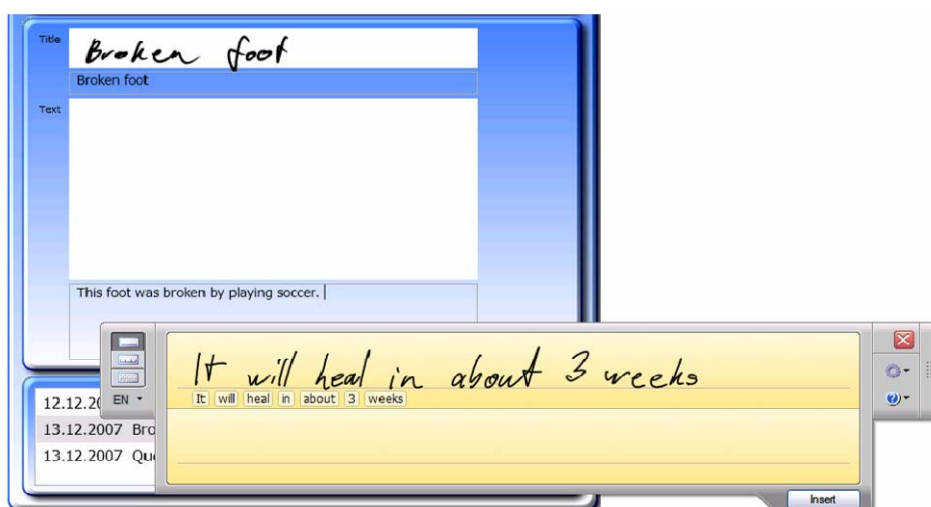 Title
Broken foot
Broken foot
Text
This foot was broken by playing soccer.
It will heal in about 3 weeks
It will heal in about 3 weeks
EN
12.12.20
13.12.2007 Bro
13.12.2007 Qu
Insert